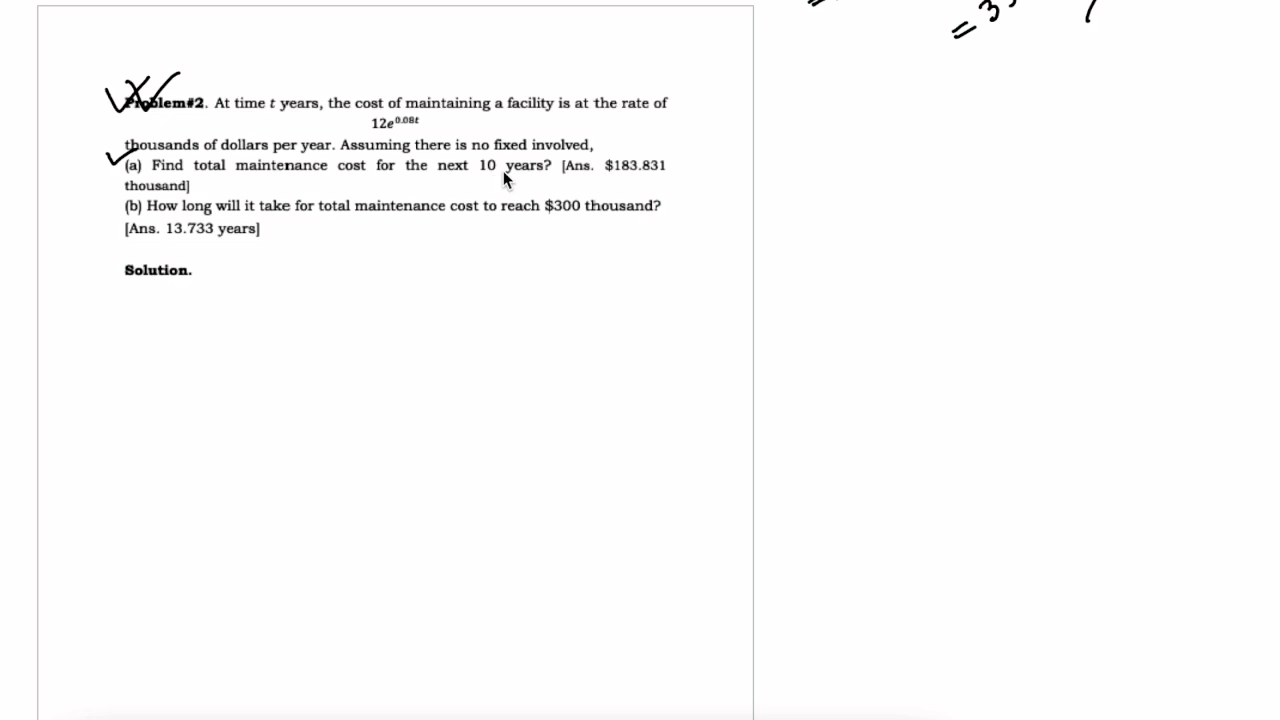 = 3
Problem#2. At time t years, the cost of maintaining a facility is at the rate of
12e^{0.08t}
thousands of dollars per year. Assuming there is no fixed involved,
(a) Find total maintenance cost for the next 10 years? [Ans. $183.831
thousand]
(b) How long will it take for total maintenance cost to reach $300 thousand?
[Ans. 13.733 years]
Solution.